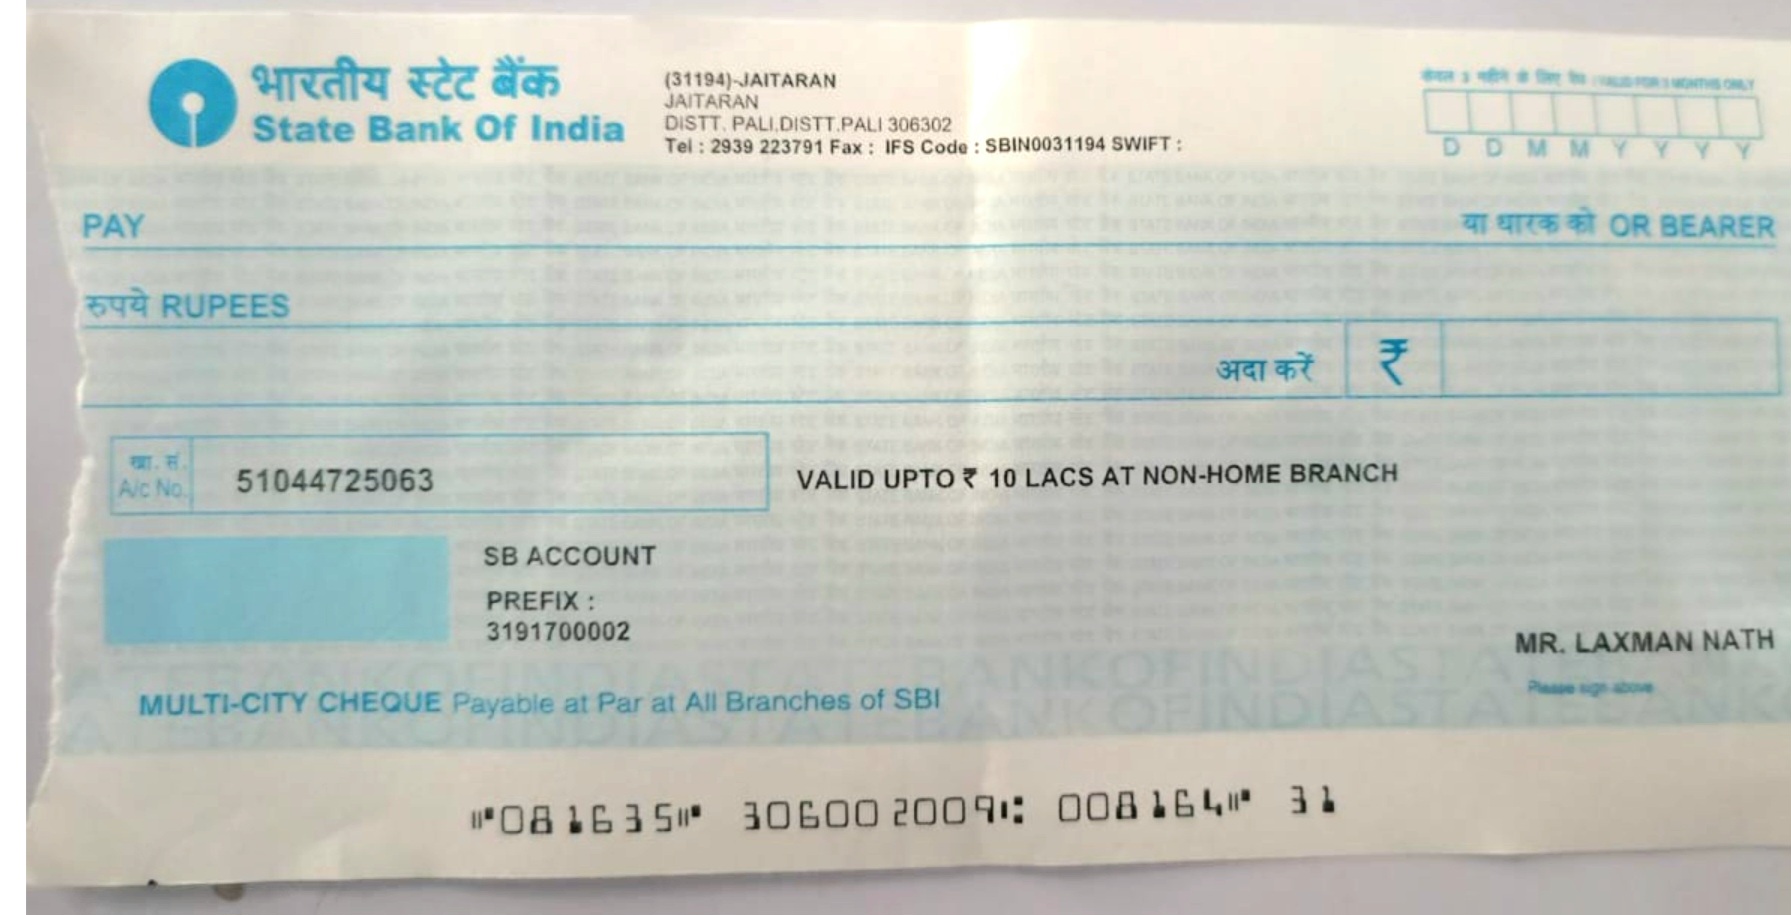 भारतीय स्टेट बैंक
State Bank Of India
(31194)-JAITARAN
JAITARAN
DISTT. PALI,DISTT.PALI 306302
Tel : 2939 223791 Fax : IFS Code : SBIN0031194 SWIFT :
केवल 3 महीने के लिए वैध / VALID FOR 3 MONTHS ONLY
D D M M Y Y Y Y
PAY
या धारक को OR BEARER
रुपये RUPEES
अदा करें ₹
खा. सं.
A/c No.
51044725063
VALID UPTO ₹ 10 LACS AT NON-HOME BRANCH
SB ACCOUNT
PREFIX :
3191700002
MR. LAXMAN NATH
Please sign above
MULTI-CITY CHEQUE Payable at Par at All Branches of SBI
⑈081635⑈ 306002009⑆ 008164⑈ 31